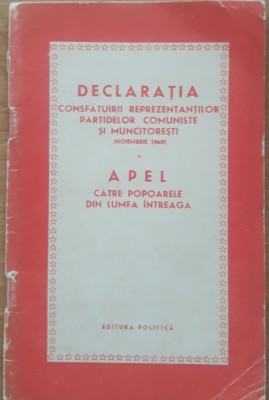 DECLARAȚIA
CONSFĂTUIRII REPREZENTANȚILOR
PARTIDELOR COMUNISTE
ȘI MUNCITOREȘTI
(NOIEMBRIE 1960)
APEL
CĂTRE POPOARELE
DIN LUMEA ÎNTREAGĂ
EDITURA POLITICĂ